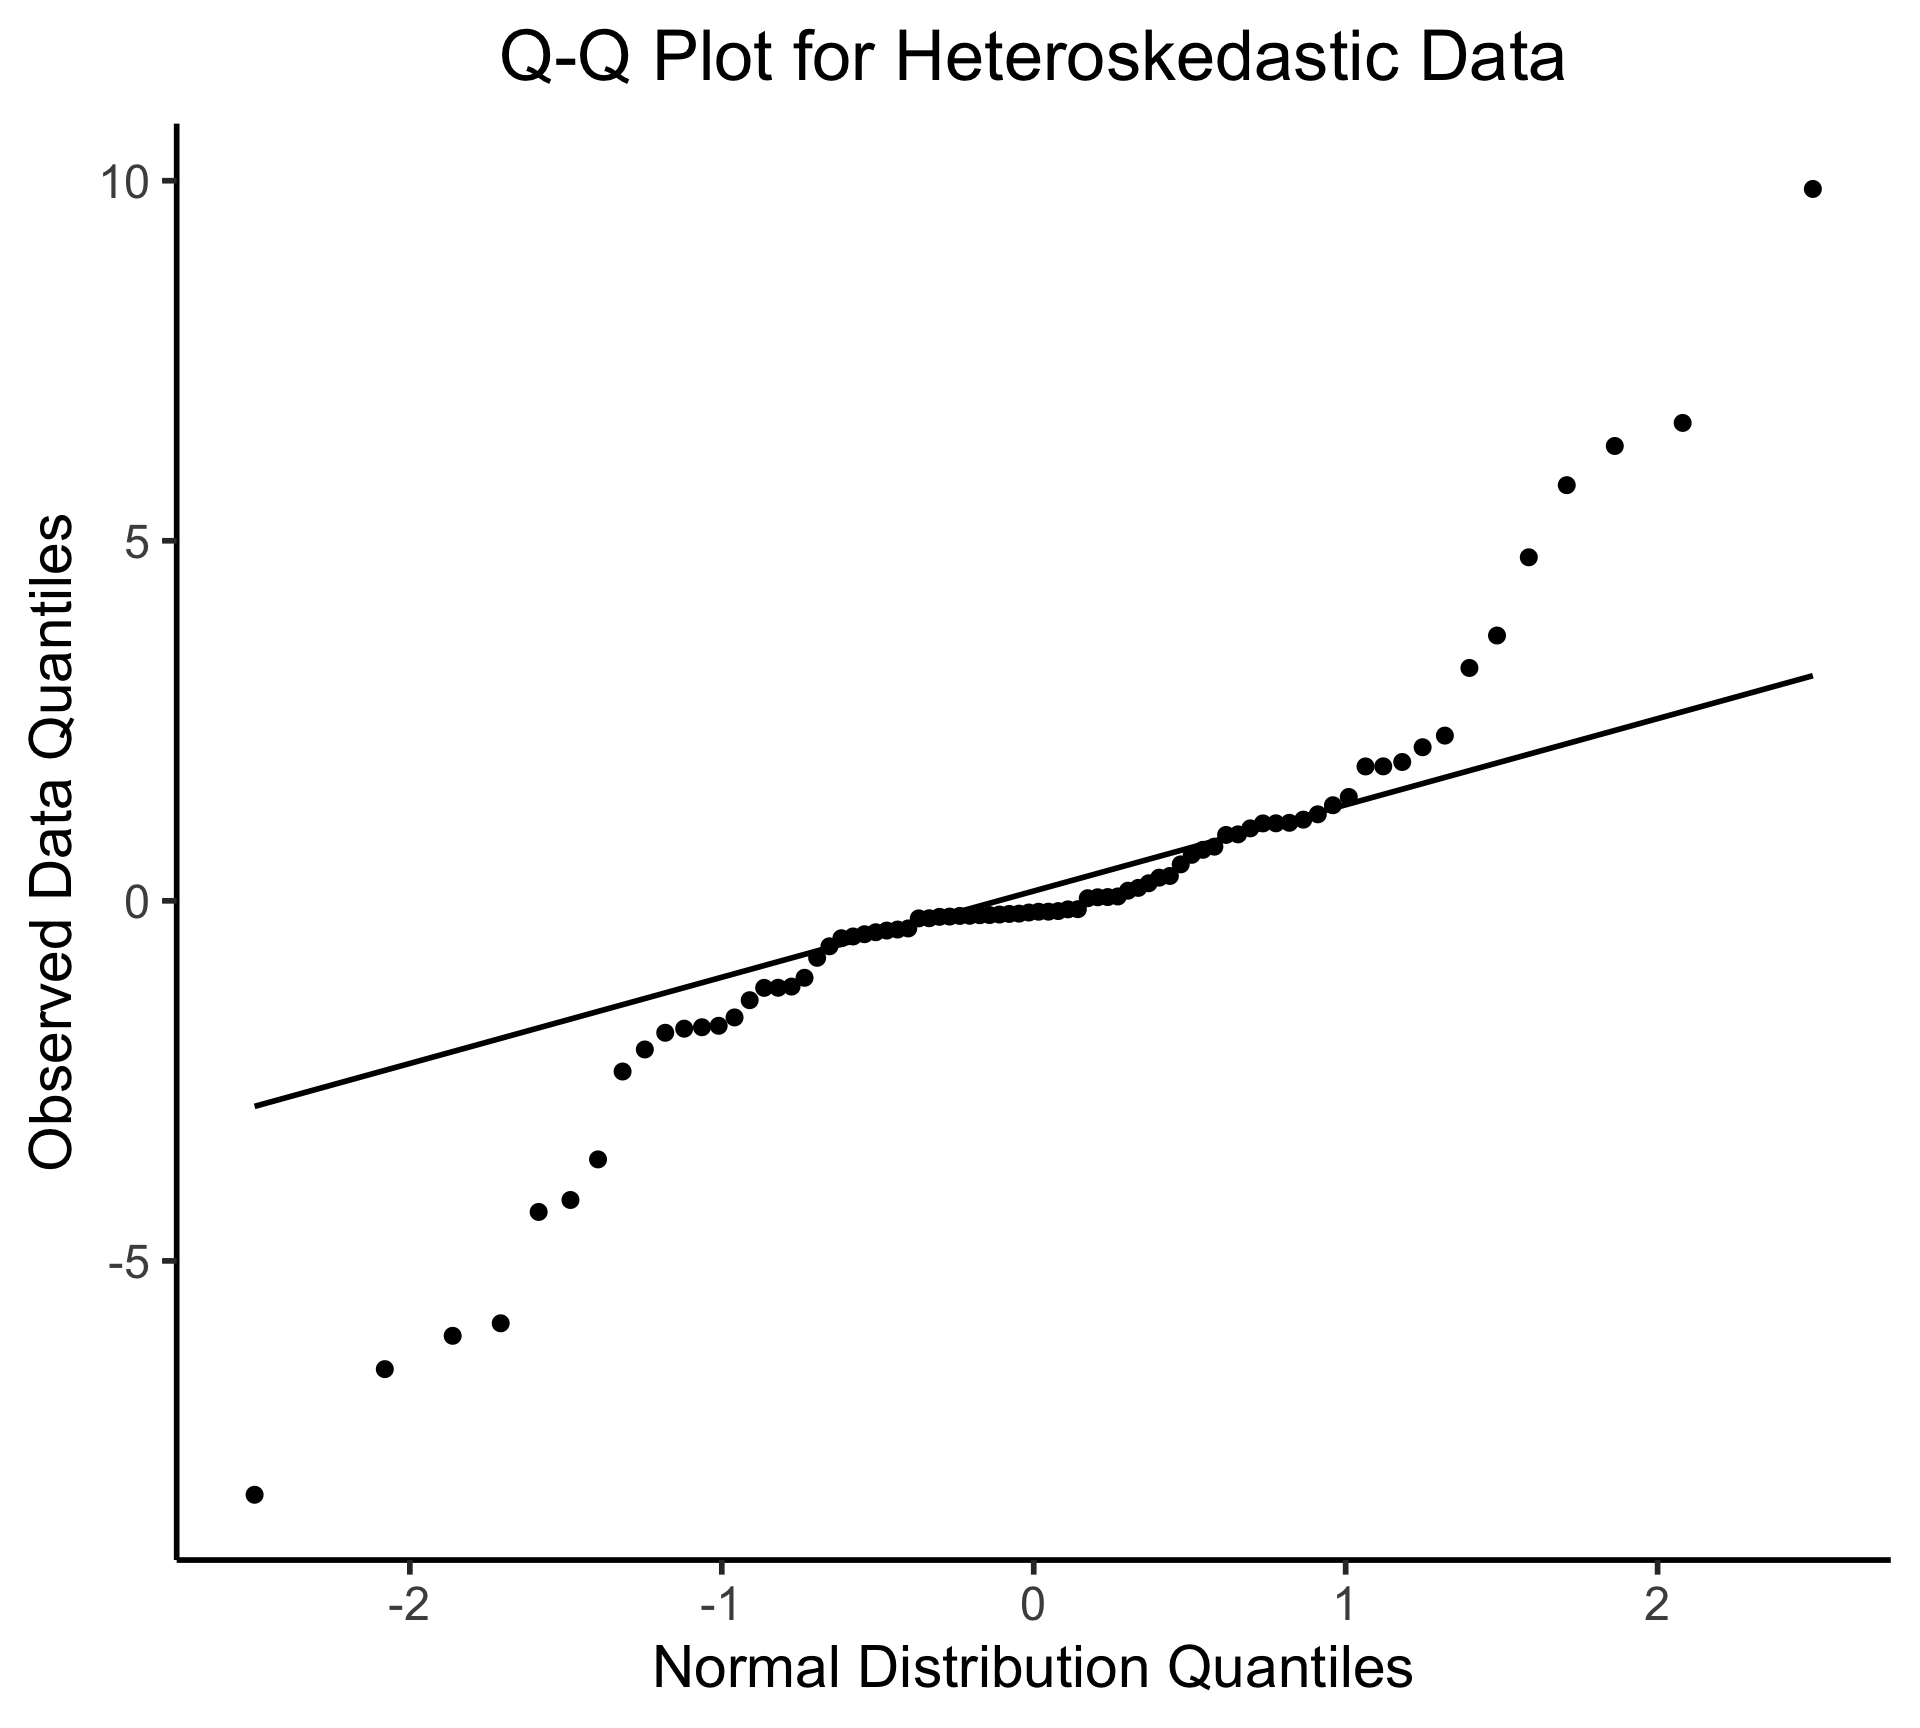 Q-Q Plot for Heteroskedastic Data
10
5
0
-5
Observed Data Quantiles
-2 -1 0 1 2
Normal Distribution Quantiles